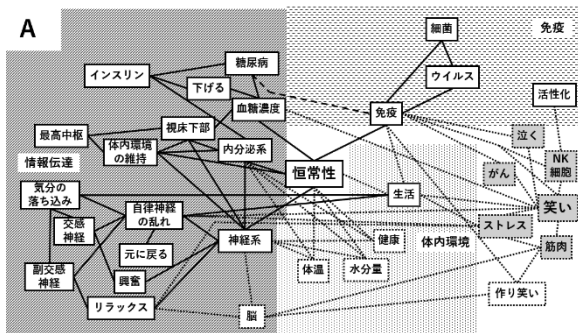 A
細菌
免疫
糖尿病
インスリン
ウイルス
下げる
活性化
血糖濃度
免疫
視床下部
最高中枢
泣く
体内環境
の維持
内分泌系
NK
細胞
情報伝達
恒常性
がん
気分の
落ち込み
生活
笑い
自律神経
の乱れ
ストレス
交感
神経
神経系
健康
体内環境
筋肉
元に戻る
副交感
神経
興奮
体温
水分量
リラックス
作り笑い
脳